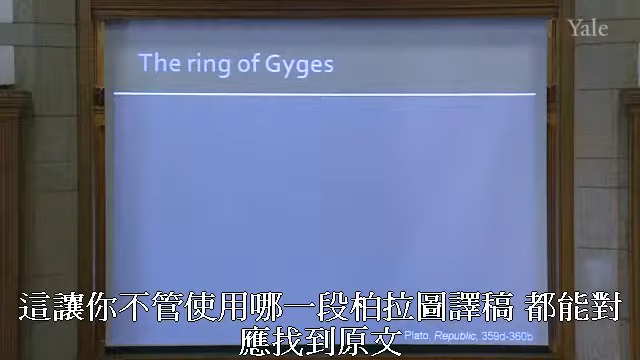 Yale
The ring of Gyges
這讓你不管使用哪一段柏拉圖譯稿 都能對
應找到原文
Plato, Republic, 359d-360b